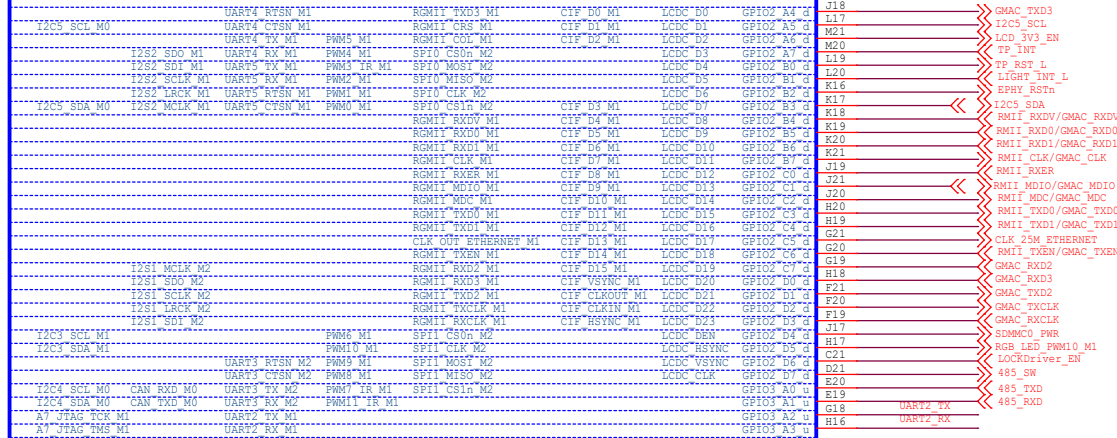 UART4_RTSN_M1 RGMII_TXD3_M1 CIF_D0_M1 LCDC_D0 GPIO2_A4_d J18 GMAC_TXD3
I2C5_SCL_M0 UART4_CTSN_M1 RGMII_CRS_M1 CIF_D1_M1 LCDC_D1 GPIO2_A5_d L17 I2C5_SCL
UART4_TX_M1 PWM5_M1 RGMII_COL_M1 CIF_D2_M1 LCDC_D2 GPIO2_A6_d M21 LCD_3V3_EN
I2S2_SDO_M1 UART4_RX_M1 PWM4_M1 SPI0_CS0n_M2 LCDC_D3 GPIO2_A7_d M20 TP_INT
I2S2_SDI_M1 UART5_TX_M1 PWM3_IR_M1 SPI0_MOSI_M2 LCDC_D4 GPIO2_B0_d L19 TP_RST_L
I2S2_SCLK_M1 UART5_RX_M1 PWM2_M1 SPI0_MISO_M2 LCDC_D5 GPIO2_B1_d L20 LIGHT_INT_L
I2S2_LRCK_M1 UART5_RTSN_M1 PWM1_M1 SPI0_CLK_M2 LCDC_D6 GPIO2_B2_d K16 EPHY_RSTn
I2C5_SDA_M0 I2S2_MCLK_M1 UART5_CTSN_M1 PWM0_M1 SPI0_CS1n_M2 CIF_D3_M1 LCDC_D7 GPIO2_B3_d K17 I2C5_SDA
RGMII_RXDV_M1 CIF_D4_M1 LCDC_D8 GPIO2_B4_d K18 RMII_RXDV/GMAC_RXDV
RGMII_RXD0_M1 CIF_D5_M1 LCDC_D9 GPIO2_B5_d K19 RMII_RXD0/GMAC_RXD0
RGMII_RXD1_M1 CIF_D6_M1 LCDC_D10 GPIO2_B6_d K20 RMII_RXD1/GMAC_RXD1
RGMII_CLK_M1 CIF_D7_M1 LCDC_D11 GPIO2_B7_d K21 RMII_CLK/GMAC_CLK
RGMII_RXER_M1 CIF_D8_M1 LCDC_D12 GPIO2_C0_d J19 RMII_RXER
RGMII_MDIO_M1 CIF_D9_M1 LCDC_D13 GPIO2_C1_d J21 RMII_MDIO/GMAC_MDIO
RGMII_MDC_M1 CIF_D10_M1 LCDC_D14 GPIO2_C2_d J20 RMII_MDC/GMAC_MDC
RGMII_TXD0_M1 CIF_D11_M1 LCDC_D15 GPIO2_C3_d H20 RMII_TXD0/GMAC_TXD0
RGMII_TXD1_M1 CIF_D12_M1 LCDC_D16 GPIO2_C4_d H19 RMII_TXD1/GMAC_TXD1
CLK_OUT_ETHERNET_M1 CIF_D13_M1 LCDC_D17 GPIO2_C5_d G21 CLK_25M_ETHERNET
RGMII_TXEN_M1 CIF_D14_M1 LCDC_D18 GPIO2_C6_d G20 RMII_TXEN/GMAC_TXEN
I2S1_MCLK_M2 RGMII_RXD2_M1 CIF_D15_M1 LCDC_D19 GPIO2_C7_d G19 GMAC_RXD2
I2S1_SDO_M2 RGMII_RXD3_M1 CIF_VSYNC_M1 LCDC_D20 GPIO2_D0_d H18 GMAC_RXD3
I2S1_SCLK_M2 RGMII_TXD2_M1 CIF_CLKOUT_M1 LCDC_D21 GPIO2_D1_d F21 GMAC_TXD2
I2S1_LRCK_M2 RGMII_TXCLK_M1 CIF_CLKIN_M1 LCDC_D22 GPIO2_D2_d F20 GMAC_TXCLK
I2S1_SDI_M2 RGMII_RXCLK_M1 CIF_HSYNC_M1 LCDC_D23 GPIO2_D3_d F19 GMAC_RXCLK
I2C3_SCL_M1 PWM6_M1 SPI1_CS0n_M2 LCDC_DEN GPIO2_D4_d J17 SDMMC0_PWR
I2C3_SDA_M1 PWM10_M1 SPI1_CLK_M2 LCDC_HSYNC GPIO2_D5_d H17 RGB_LED_PWM10_M1
UART3_RTSN_M2 PWM9_M1 SPI1_MOSI_M2 LCDC_VSYNC GPIO2_D6_d C21 LOCKDriver_EN
UART3_CTSN_M2 PWM8_M1 SPI1_MISO_M2 LCDC_CLK GPIO2_D7_d D21 485_SW
I2C4_SCL_M0 CAN_RXD_M0 UART3_TX_M2 PWM7_IR_M1 SPI1_CS1n_M2 GPIO3_A0_u E20 485_TXD
I2C4_SDA_M0 CAN_TXD_M0 UART3_RX_M2 PWM11_IR_M1 GPIO3_A1_u E19 485_RXD
A7_JTAG_TCK_M1 UART2_TX_M1 GPIO3_A2_u G18 UART2_TX
A7_JTAG_TMS_M1 UART2_RX_M1 GPIO3_A3_u H16 UART2_RX